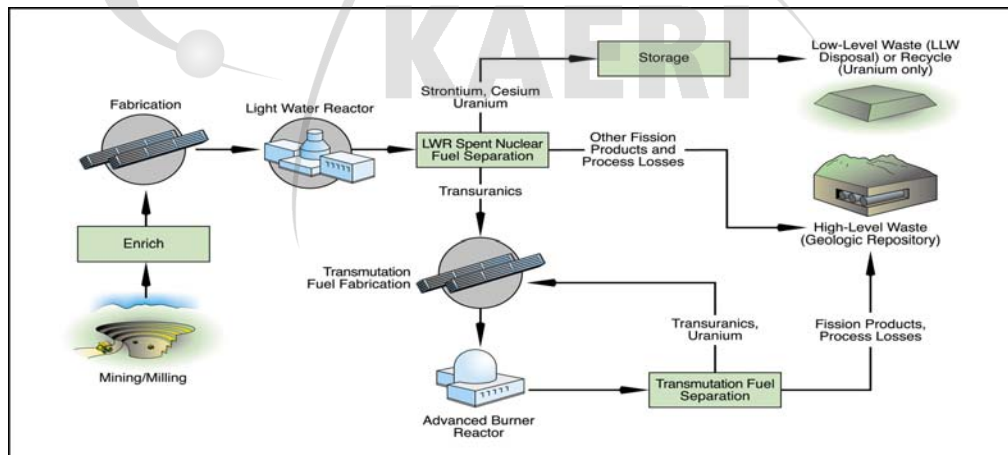 KAERI
Storage
Low-Level Waste (LLW
Disposal) or Recycle
(Uranium only)
Strontium, Cesium
Uranium
Fabrication
Light Water Reactor
LWR Spent Nuclear
Fuel Separation
Other Fission
Products and
Process Losses
Transuranics
High-Level Waste
(Geologic Repository)
Enrich
Transmutation
Fuel Fabrication
Transuranics,
Uranium
Fission Products,
Process Losses
Mining/Milling
Transmutation Fuel
Separation
Advanced Burner
Reactor